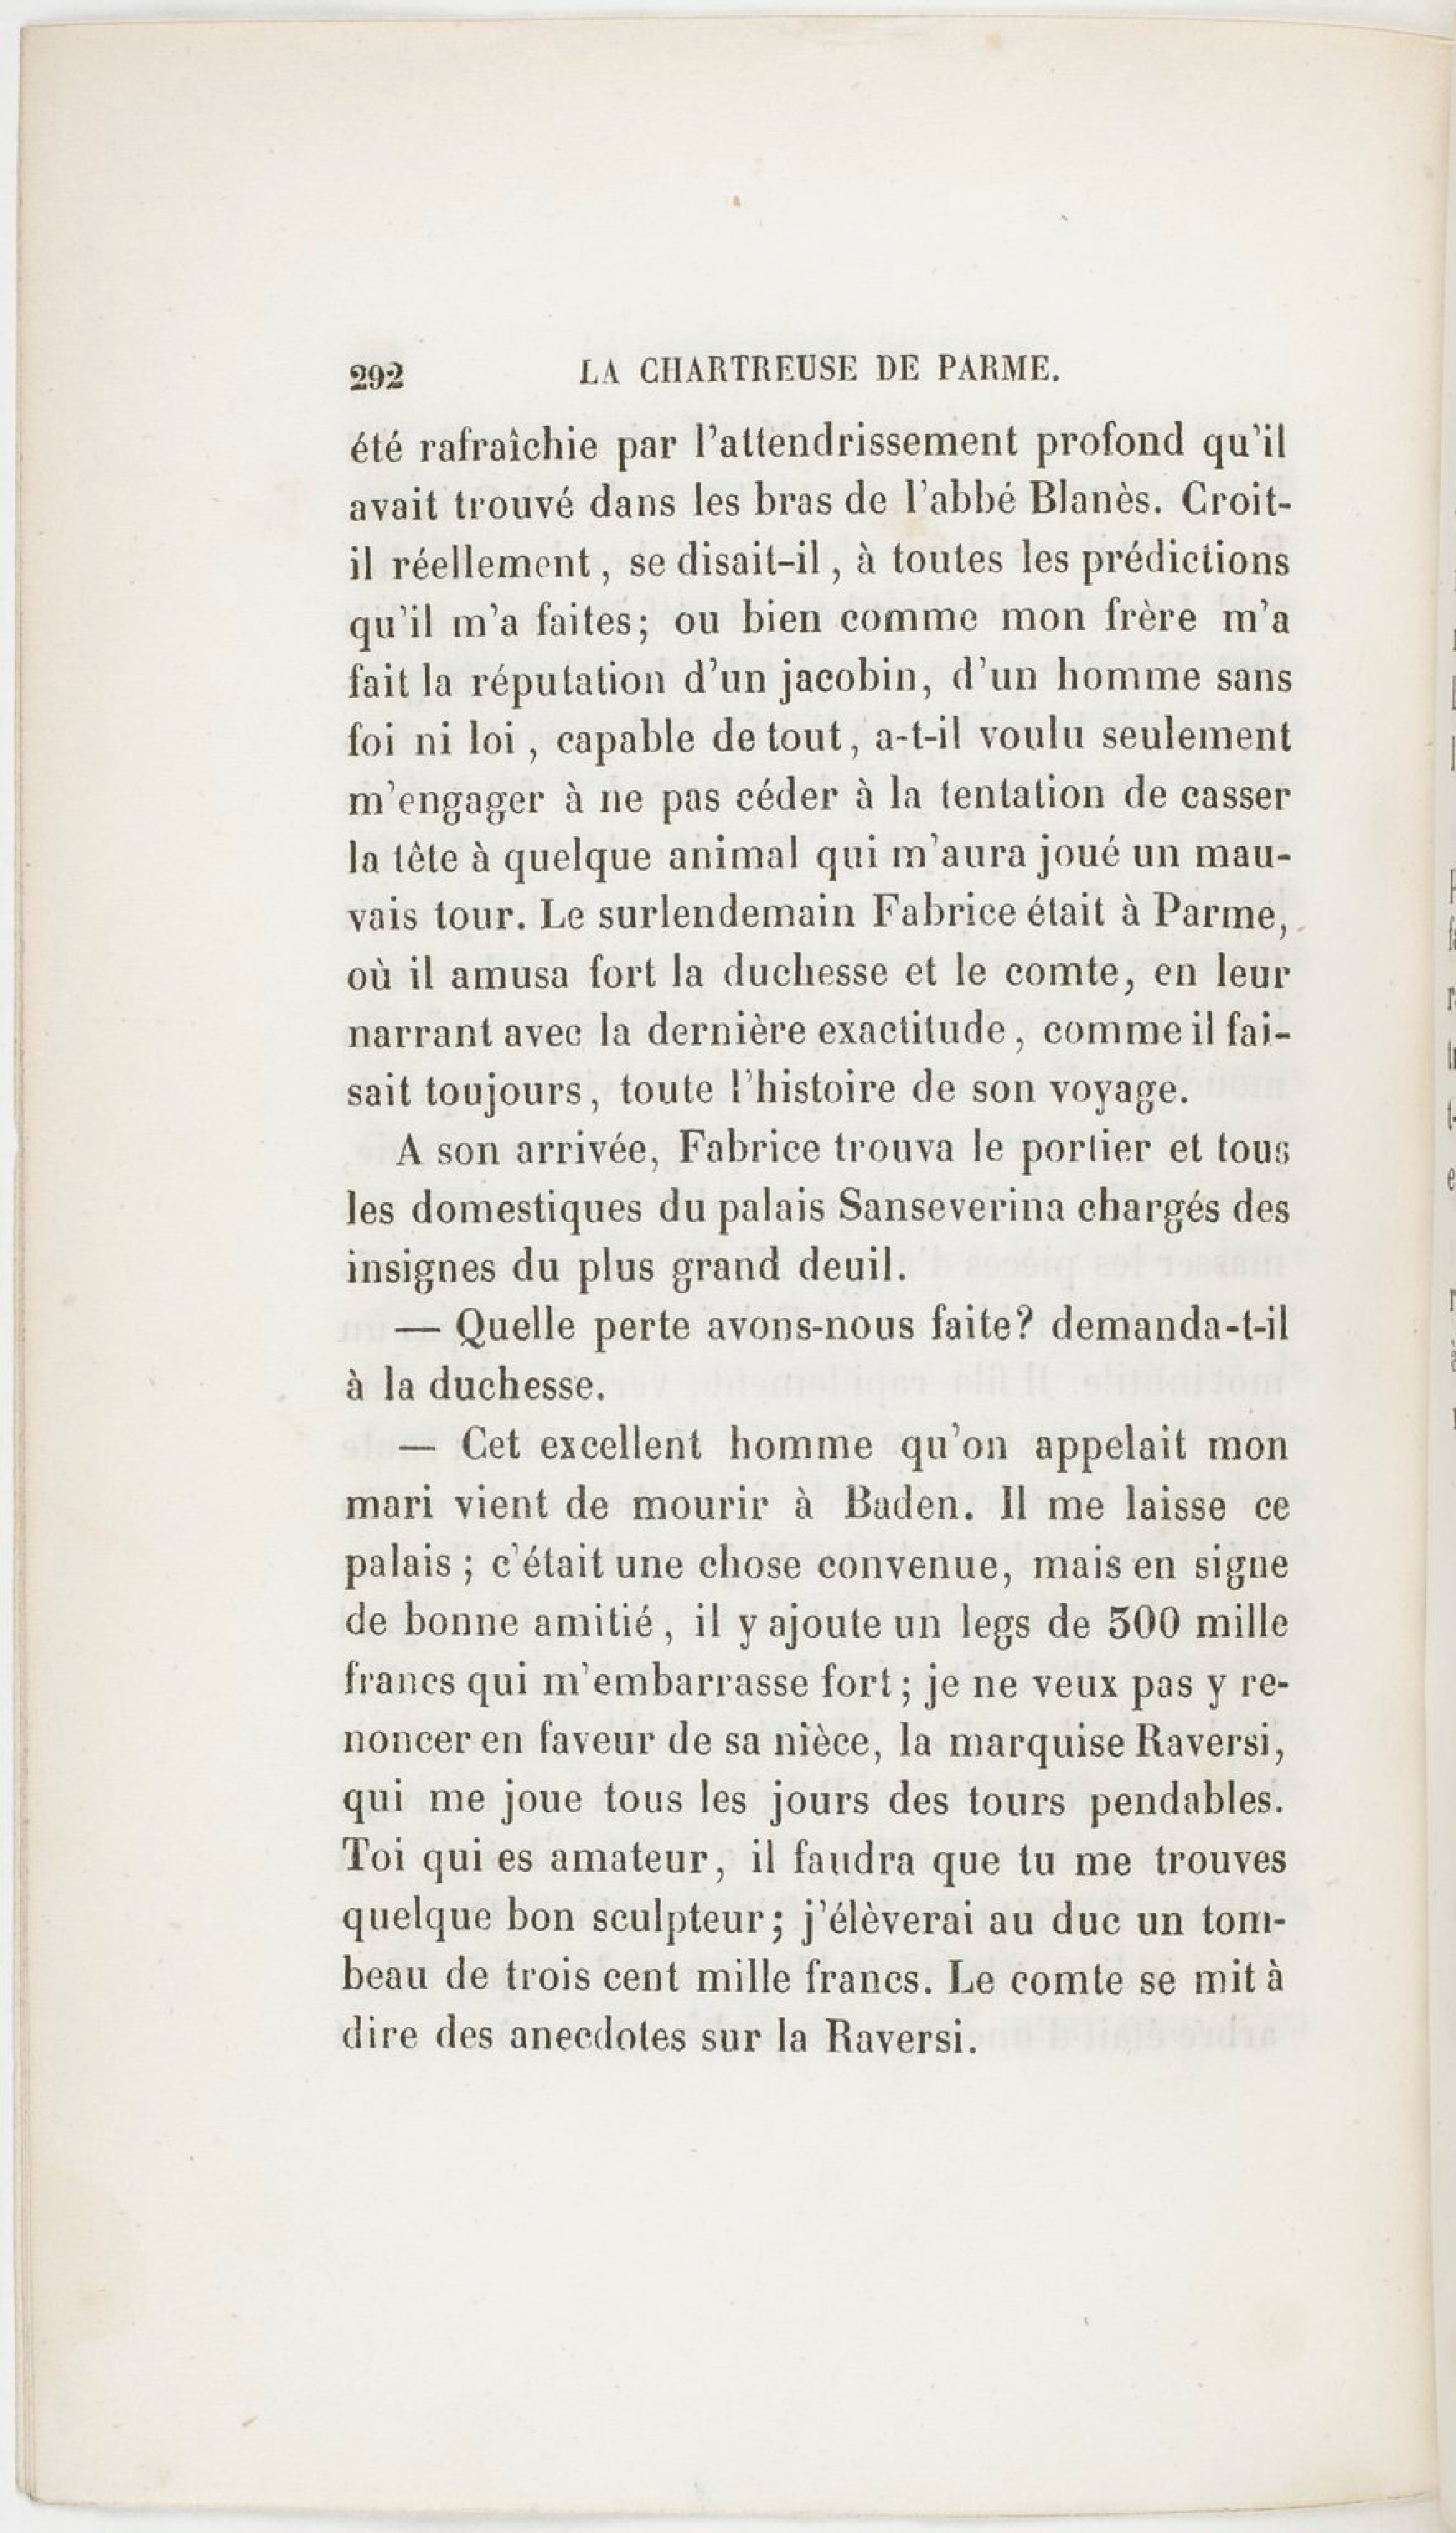 292 LA CHARTREUSE DE PARME.
été rafraîchie par l'attendrissement profond qu'il
avait trouvé dans les bras de l'abbé Blanès. Croit-
il réellement, se disait-il, à toutes les prédictions
qu'il m'a faites; ou bien comme mon frère m'a
fait la réputation d'un jacobin, d'un homme sans
foi ni loi, capable de tout, a-t-il voulu seulement
m'engager à ne pas céder à la tentation de casser
la tête à quelque animal qui m'aura joué un mau-
vais tour. Le surlendemain Fabrice était à Parme,
où il amusa fort la duchesse et le comte, en leur
narrant avec la dernière exactitude, comme il fai-
sait toujours, toute l'histoire de son voyage.
A son arrivée, Fabrice trouva le portier et tous
les domestiques du palais Sanseverina chargés des
insignes du plus grand deuil.
— Quelle perte avons-nous faite? demanda-t-il
à la duchesse.
— Cet excellent homme qu'on appelait mon
mari vient de mourir à Baden. Il me laisse ce
palais; c'était une chose convenue, mais en signe
de bonne amitié, il y ajoute un legs de 300 mille
francs qui m'embarrasse fort; je ne veux pas y re-
noncer en faveur de sa nièce, la marquise Raversi,
qui me joue tous les jours des tours pendables.
Toi qui es amateur, il faudra que tu me trouves
quelque bon sculpteur; j'élèverai au duc un tom-
beau de trois cent mille francs. Le comte se mit à
dire des anecdotes sur la Raversi.